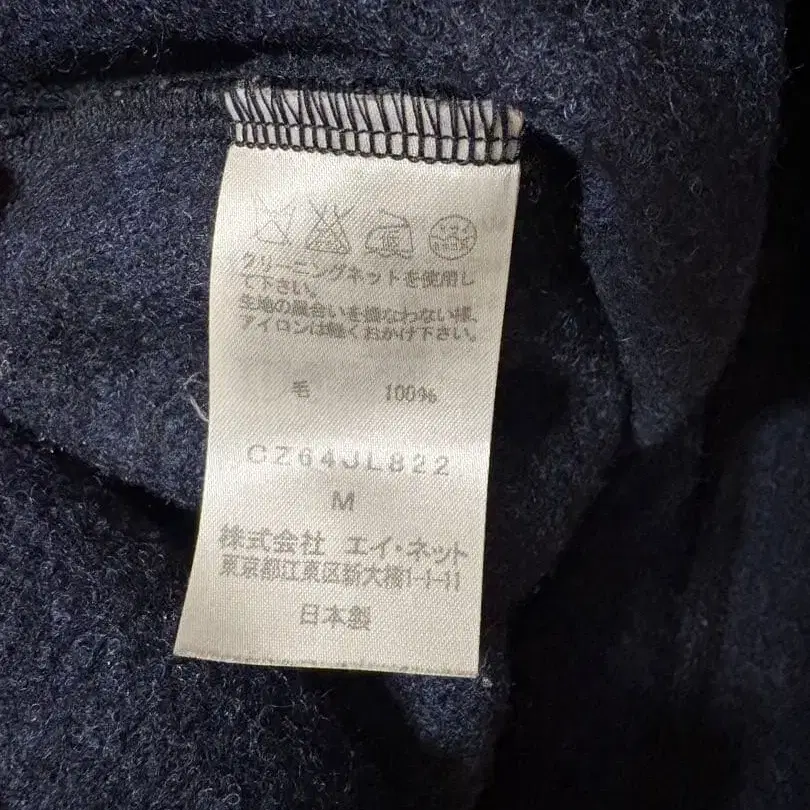 クリーニングネットを使用し
て下さい。
生地の風合いを損なわない様、
アイロンは軽くおかけ下さい。
毛 100%
CZ64JL822
M
株式会社 エイ・ネット
東京都江東区新大橋1-1-11
日本製